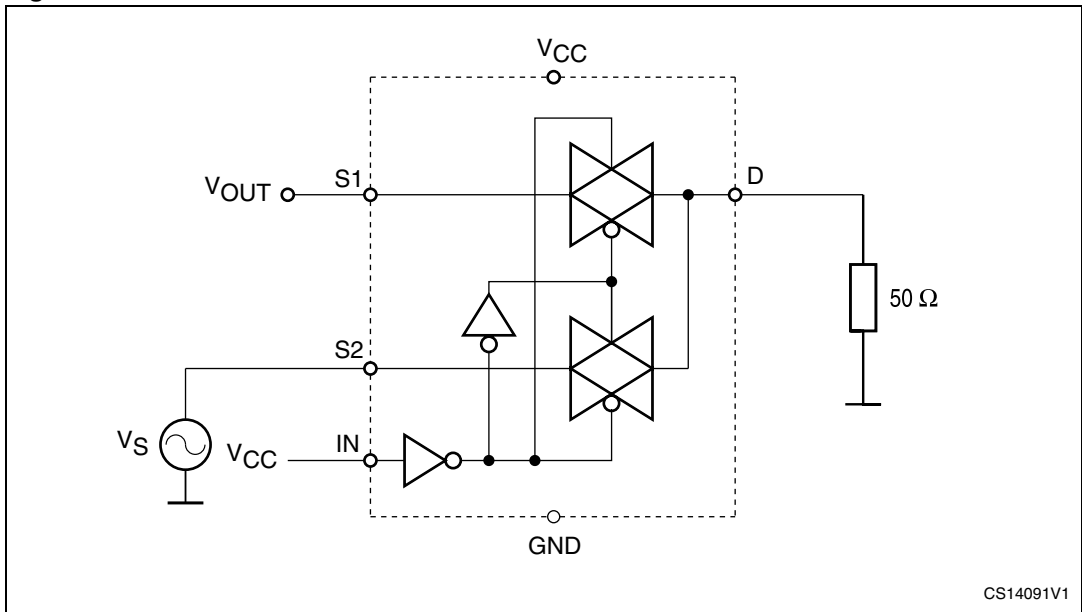 VCC
VOUT
S1
D
50 Ω
S2
VS
VCC
IN
GND
CS14091V1